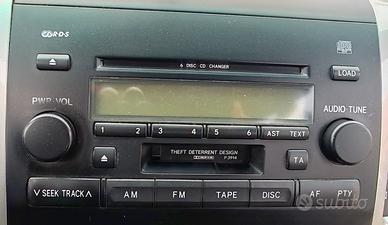 R·D·S
6 DISC CD CHANGER
LOAD
PWR·VOL
AUDIO·TUNE
1 2 3 4 5 6 AST TEXT
THEFT DETERRENT DESIGN
P 3914
TA
∨ SEEK TRACK ∧ AM FM TAPE DISC AF PTY
subito